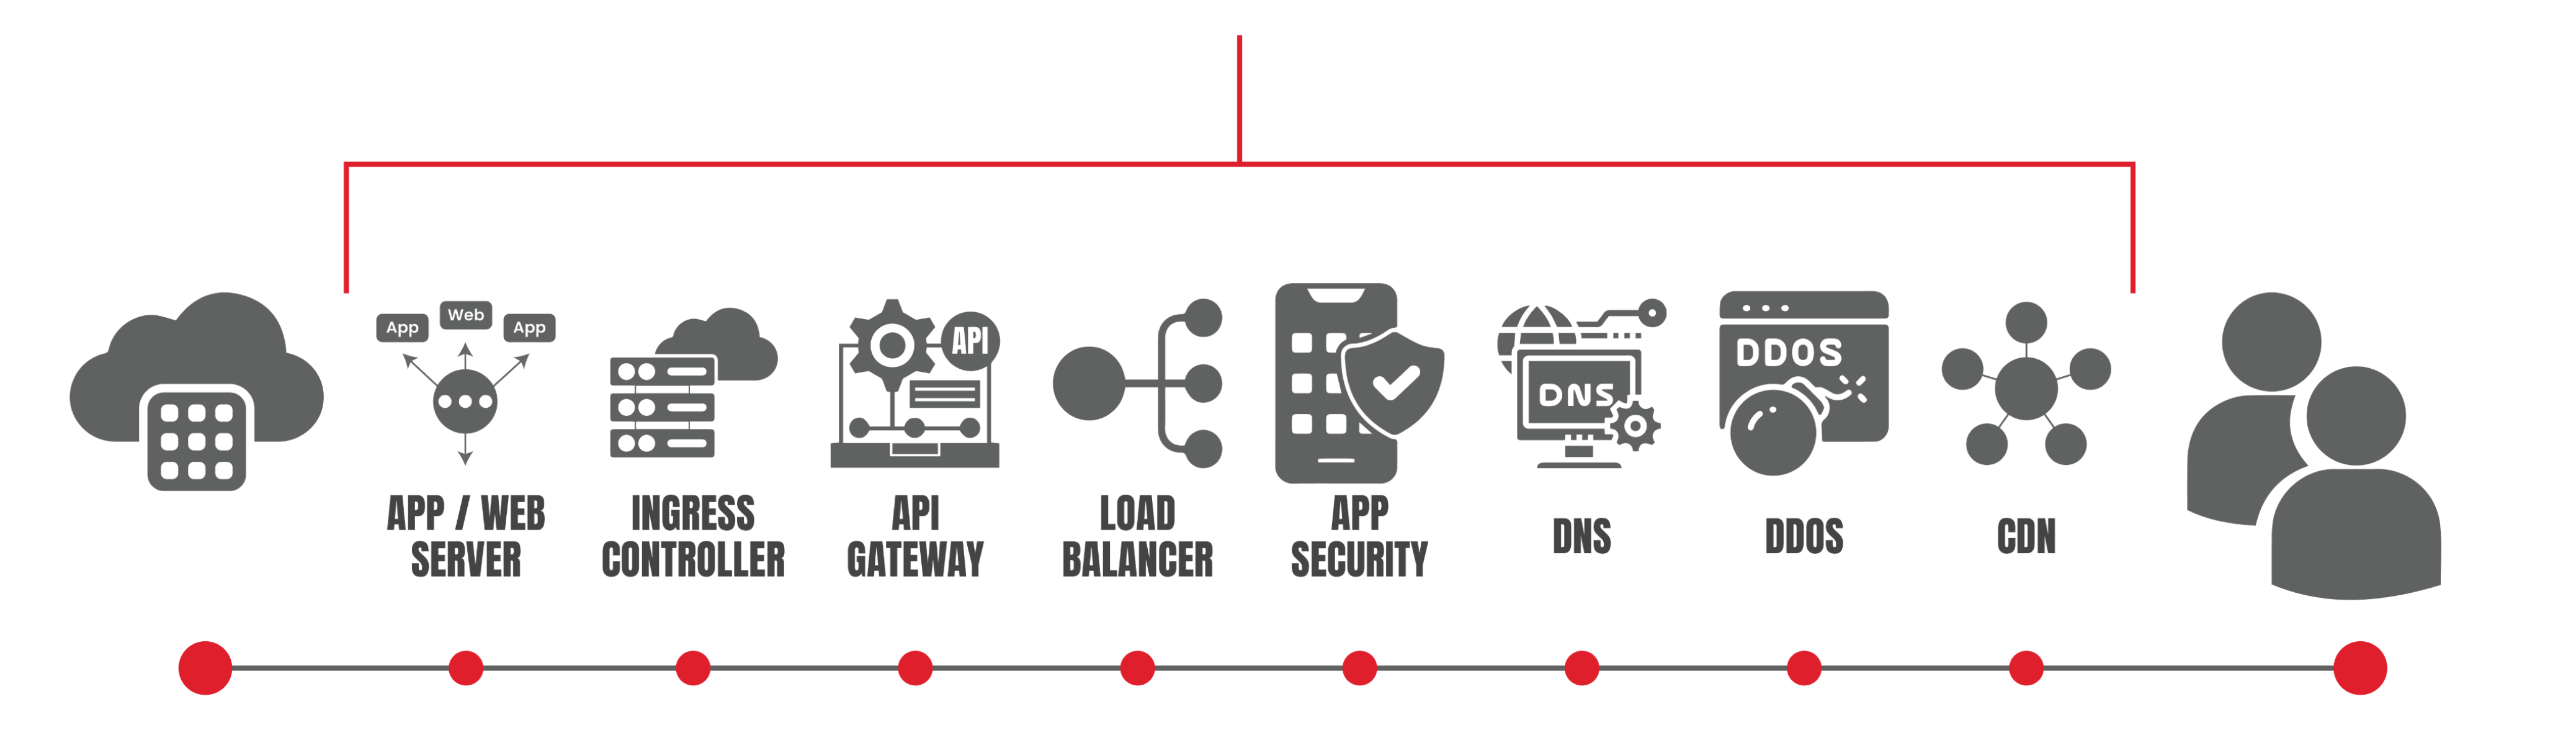 App
Web
App
API
DNS
DDOS
APP / WEB
SERVER
INGRESS
CONTROLLER
API
GATEWAY
LOAD
BALANCER
APP
SECURITY
DNS
DDOS
CDN